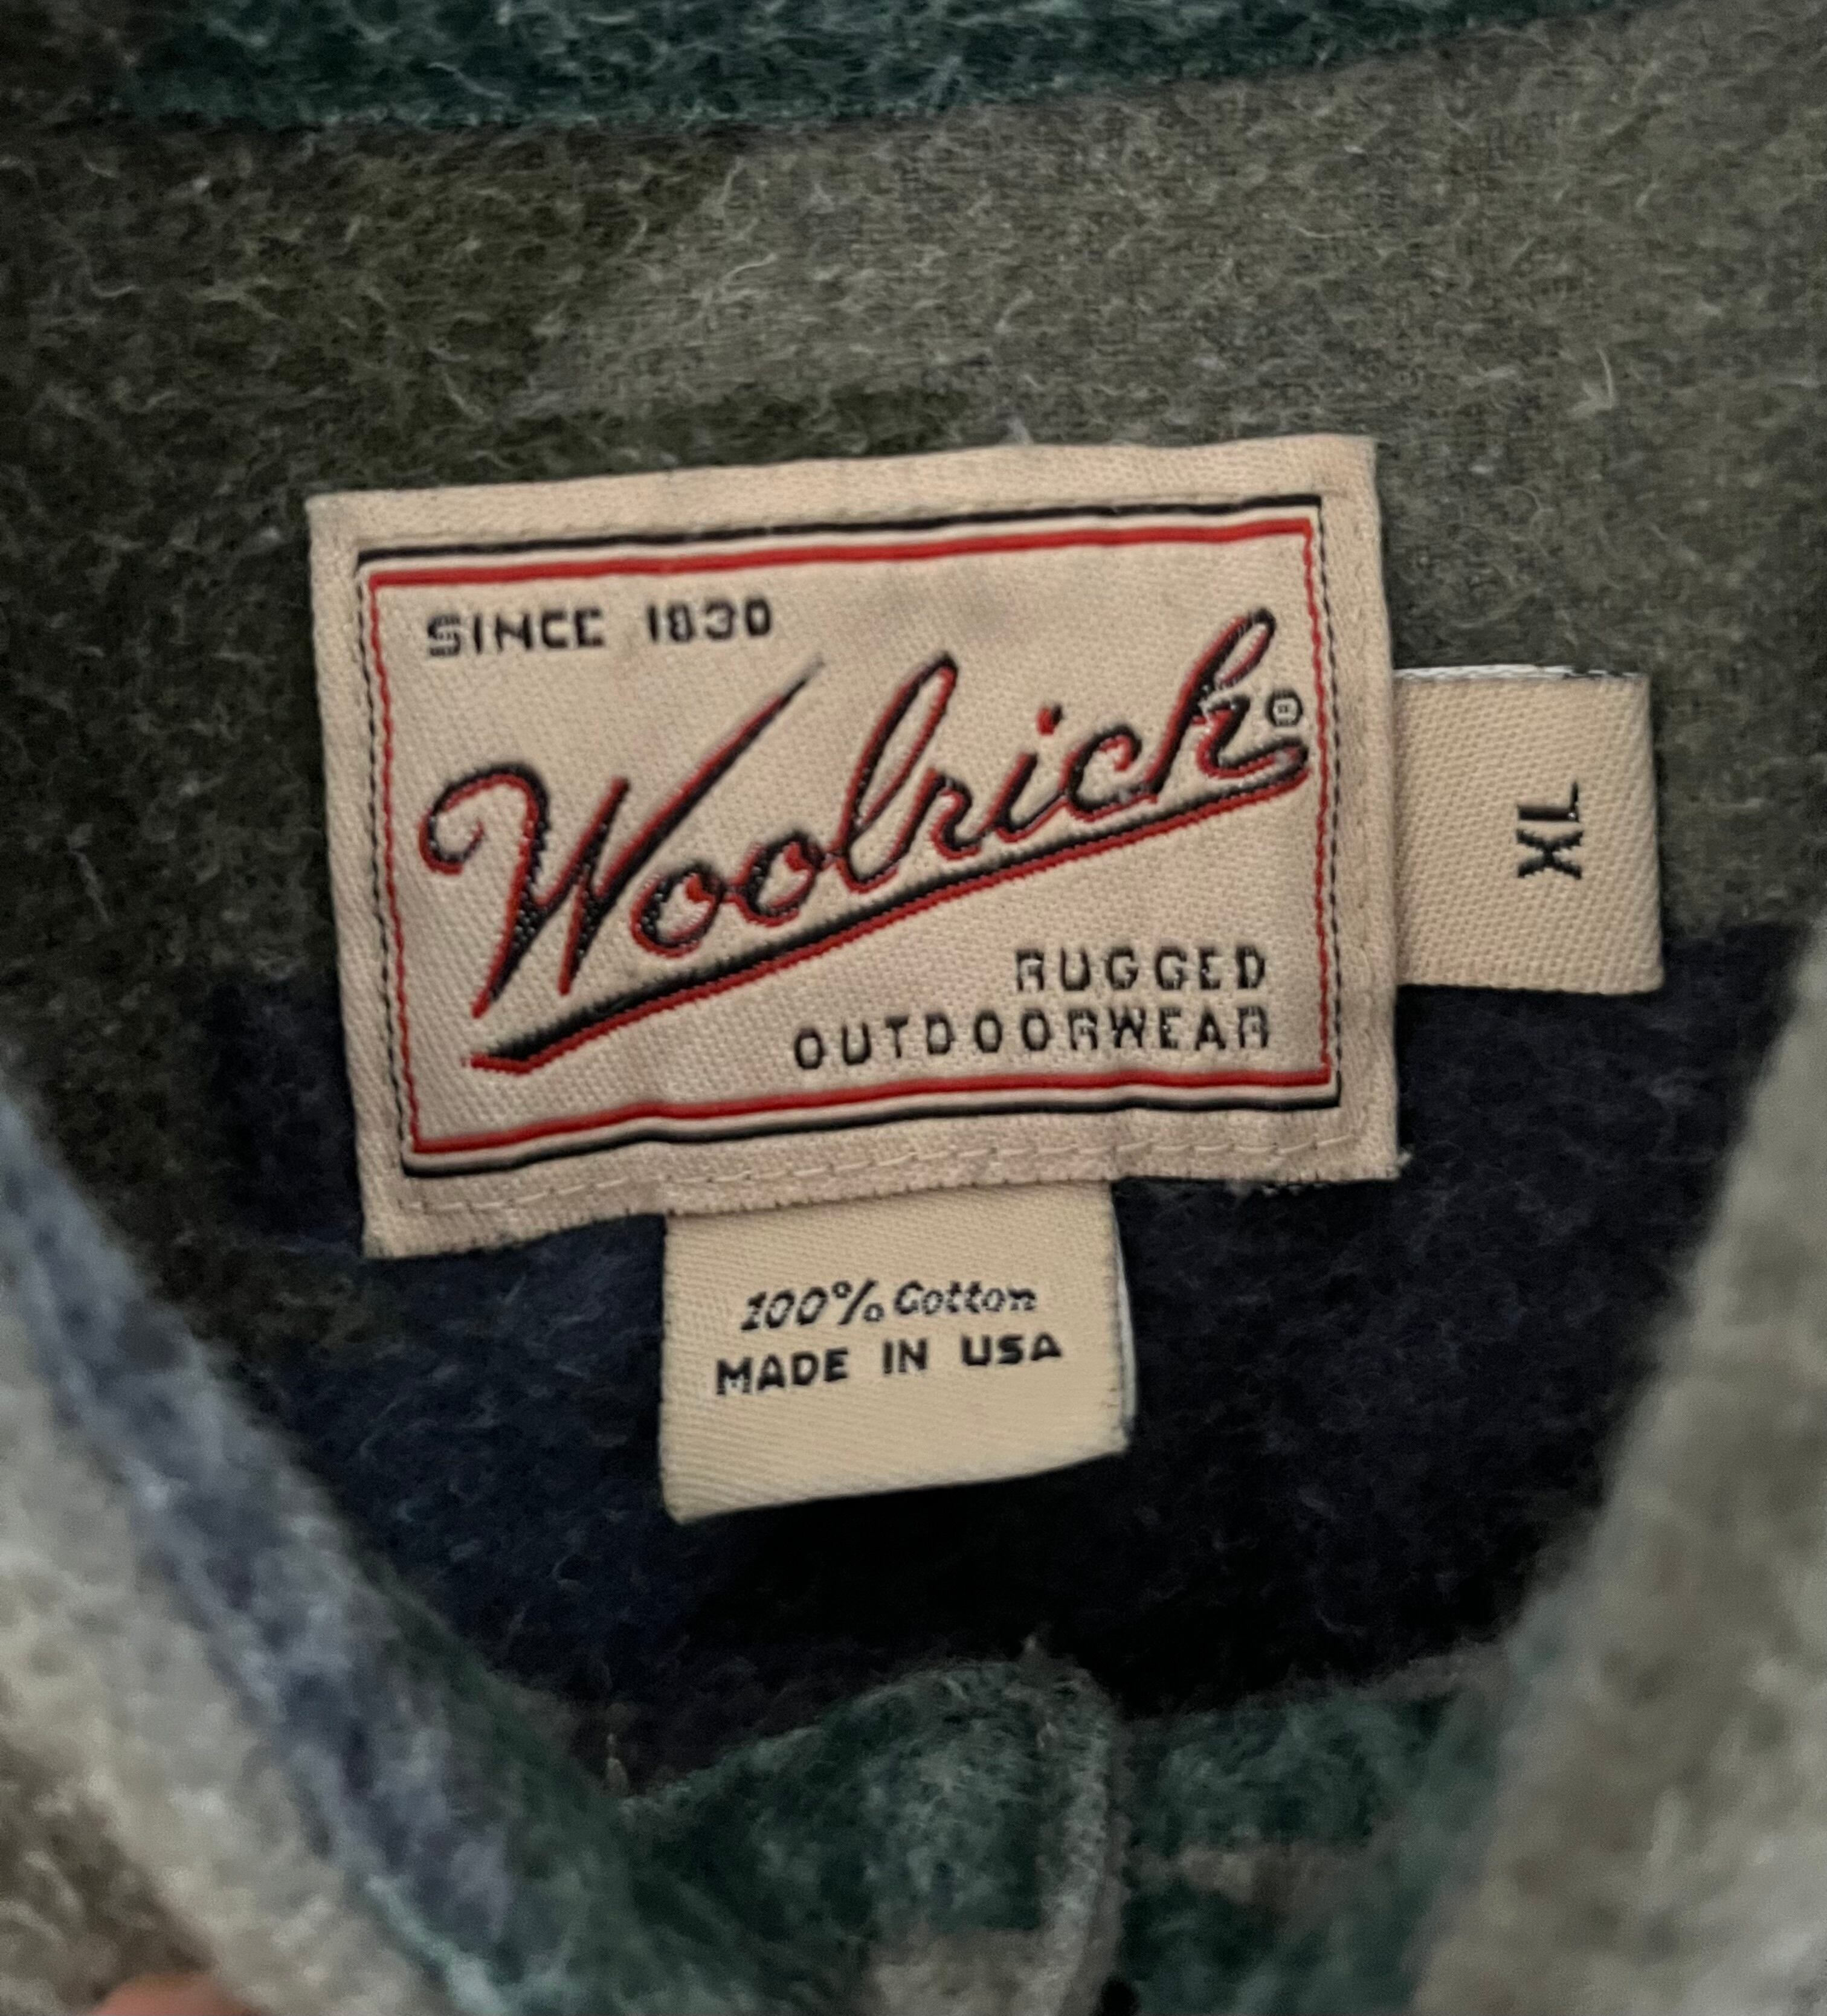 SINCE 1830
Woolrich®
RUGGED
OUTDOORWEAR
XL
100% Cotton
MADE IN USA